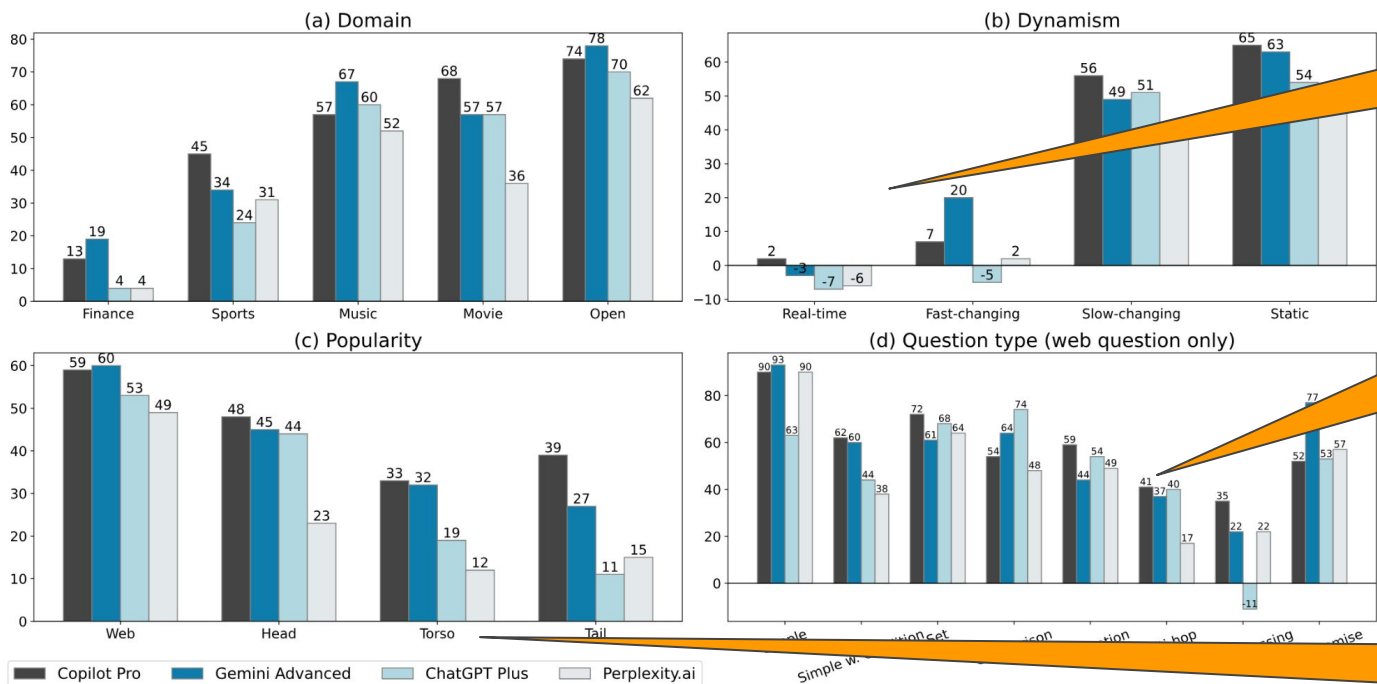 (a) Domain
80
70
60
50
40
30
20
10
0
13 19 4 4
45 34 24 31
57 67 60 52
68 57 57 36
74 78 70 62
Finance Sports Music Movie Open
(b) Dynamism
60
50
40
30
20
10
0
−10
2 -3 -7 -6
7 20 -5 2
56 49 51
65 63 54
Real-time Fast-changing Slow-changing Static
(c) Popularity
60
50
40
30
20
10
0
59 60 53 49
48 45 44 23
33 32 19 12
39 27 11 15
Web Head Torso Tail
(d) Question type (web question only)
80
60
40
20
0
90 93 63 90
62 60 44 38
72 61 68 64
54 64 74 48
59 44 54 49
41 37 40 17
35 22 -11 22
52 77 53 57
Simple w.
Set
Copilot Pro Gemini Advanced ChatGPT Plus Perplexity.ai